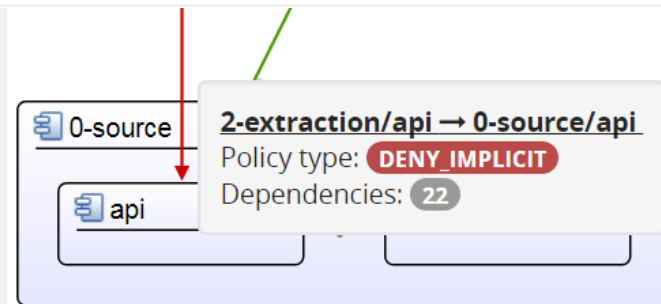 0-source
2-extraction/api → 0-source/api
Policy type: DENY_IMPLICIT
Dependencies: 22
api